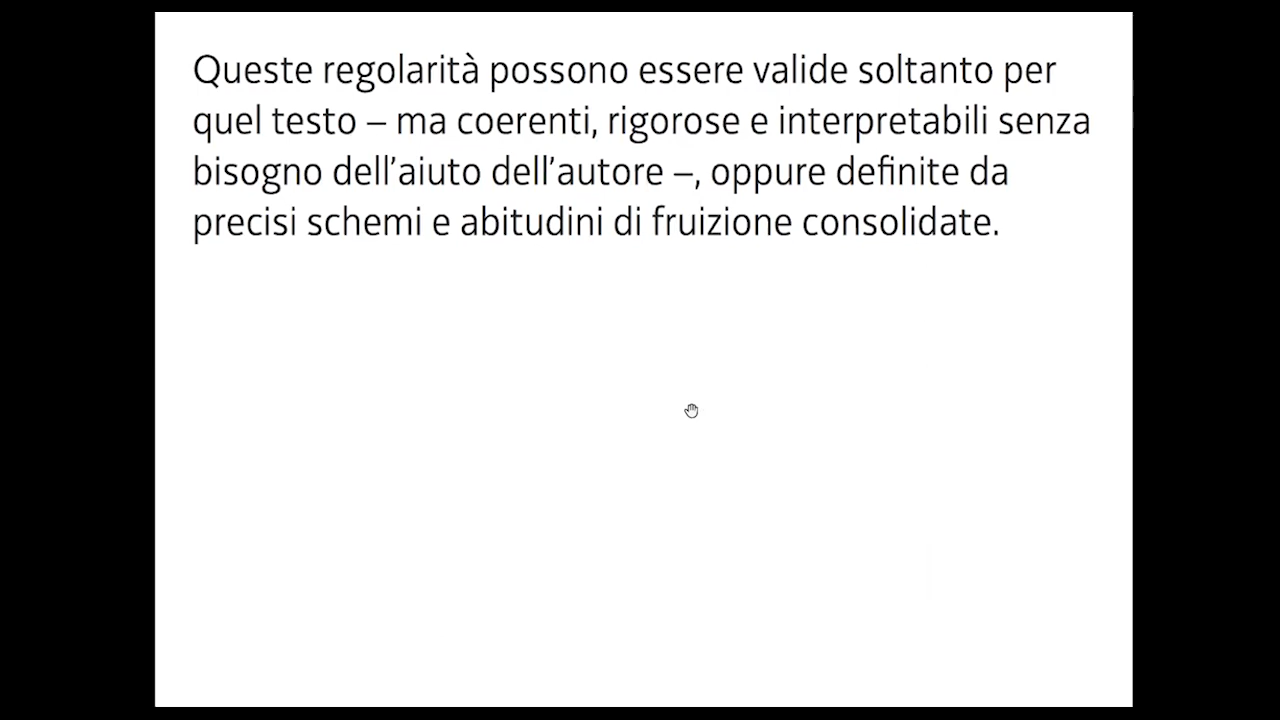 Queste regolarità possono essere valide soltanto per
quel testo – ma coerenti, rigorose e interpretabili senza
bisogno dell’aiuto dell’autore –, oppure definite da
precisi schemi e abitudini di fruizione consolidate.